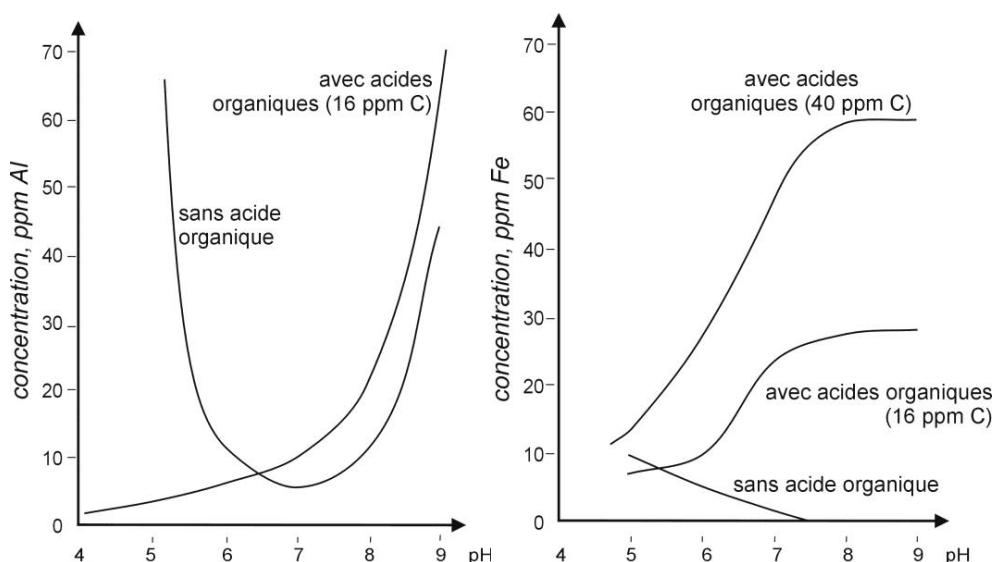 concentration, ppm Al
70
60
50
40
30
20
10
0
avec acides
organiques (16 ppm C)
sans acide
organique
4 5 6 7 8 9 pH
concentration, ppm Fe
70
60
50
40
30
20
10
0
avec acides
organiques (40 ppm C)
avec acides organiques
(16 ppm C)
sans acide organique
4 5 6 7 8 9 pH